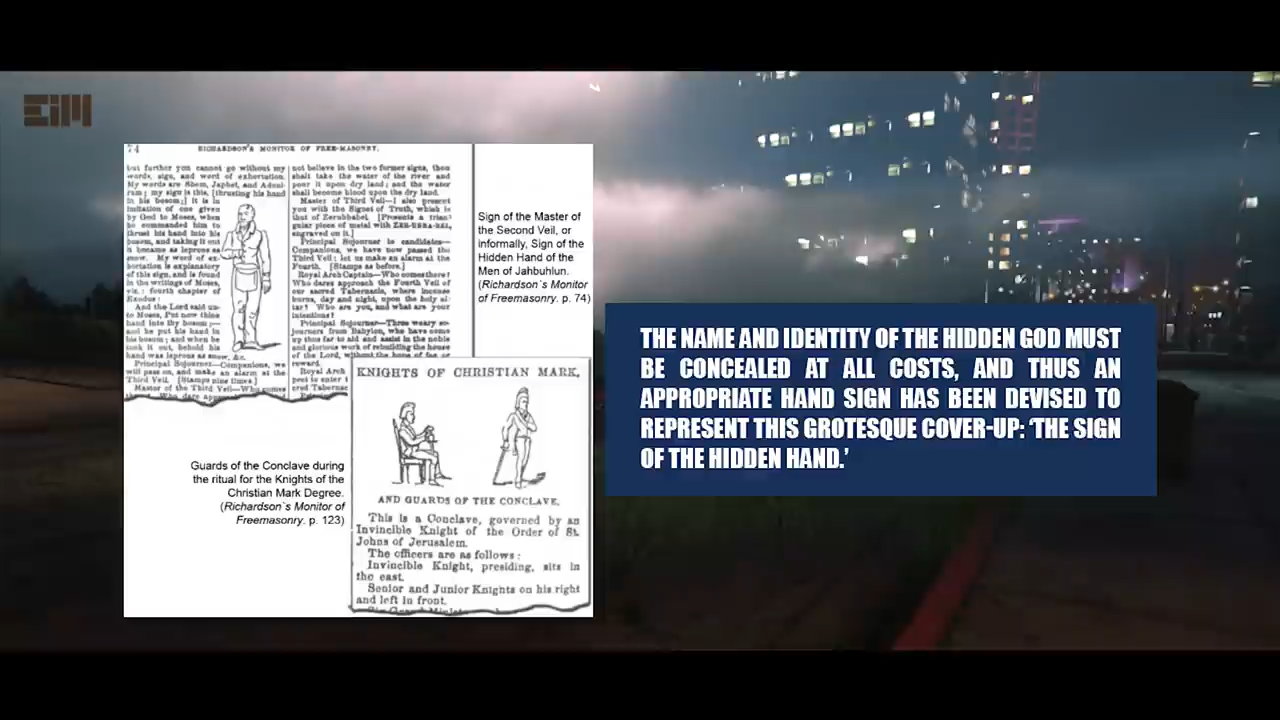 EiM
74
RICHARDSON'S MONITOR OF FREE-MASONRY.
but further you cannot go without my
words, sign, and word of exhortation.
My words are Shem, Japhet, and Adoni-
ram; my sign is this, [thrusting his hand
in his bosom;] it is in
imitation of one given
by God to Moses, when
he commanded him to
thrust his hand into his
bosom, and taking it out
it became as leprous as
snow. My word of ex-
hortation is explanatory
of this sign, and is found
in the writings of Moses,
viz.: fourth chapter of
Exodus:
And the Lord said un-
to Moses, Put now thine
hand into thy bosom;—
and he put his hand in
his bosom; and when he
took it out, behold his
hand was leprous as snow, &c.
Principal Sojourner—Companions, we
will pass on, and make an alarm at the
Third Veil. [Stamps nine times.]
Master of the Third Veil—Who comes
there? Who dare
not believe in the two former signs, thou
shalt take the water of the river and
pour it upon dry land; and the water
shall become blood upon the dry land.
Master of Third Veil—I also present
you with the Signet of Truth, which is
that of Zerubbabel. [Presents a trian-
gular piece of metal with ZER-UBBA-BEL,
engraved on it.]
Principal Sojourner to candidates—
Companions, we have now passed the
Third Veil; let us make an alarm at the
Fourth. [Stamps as before.]
Royal Arch Captain—Who comes there?
Who dares approach the Fourth Veil of
our sacred Tabernacle, where incense
burns, day and night, upon the holy al-
tar? Who are you, and what are your
intentions?
Principal Sojourner—Three weary so-
journers from Babylon, who have come
up thus far to aid and assist in the noble
and glorious work of rebuilding the house
of the Lord, without the hope of fee or
reward.
Royal Arch
ered Tabernac
Sign of the Master of
the Second Veil, or
informally, Sign of the
Hidden Hand of the
Men of Jahbuhlun.
(Richardson`s Monitor
of Freemasonry. p. 74)
Guards of the Conclave during
the ritual for the Knights of the
Christian Mark Degree.
(Richardson`s Monitor of
Freemasonry. p. 123)
KNIGHTS OF CHRISTIAN MARK,
AND GUARDS OF THE CONCLAVE.
This is a Conclave, governed by an
Invincible Knight of the Order of St.
Johns of Jerusalem.
The officers are as follows:
Invincible Knight, presiding, sits in
the east.
Senior and Junior Knights on his right
and left in front.
THE NAME AND IDENTITY OF THE HIDDEN GOD MUST
BE CONCEALED AT ALL COSTS, AND THUS AN
APPROPRIATE HAND SIGN HAS BEEN DEVISED TO
REPRESENT THIS GROTESQUE COVER-UP: ‘THE SIGN
OF THE HIDDEN HAND.’